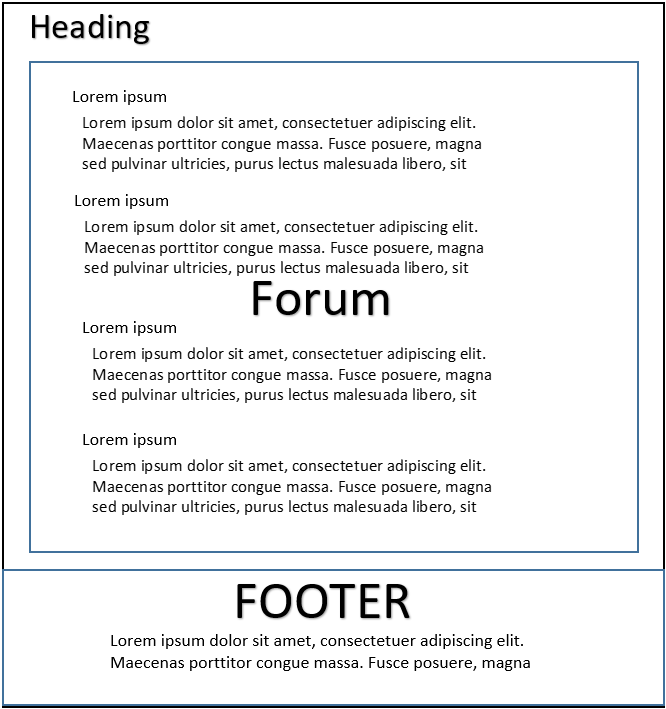 Heading
Lorem ipsum
Lorem ipsum dolor sit amet, consectetuer adipiscing elit.
Maecenas porttitor congue massa. Fusce posuere, magna
sed pulvinar ultricies, purus lectus malesuada libero, sit
Lorem ipsum
Lorem ipsum dolor sit amet, consectetuer adipiscing elit.
Maecenas porttitor congue massa. Fusce posuere, magna
sed pulvinar ultricies, purus lectus malesuada libero, sit
Forum
Lorem ipsum
Lorem ipsum dolor sit amet, consectetuer adipiscing elit.
Maecenas porttitor congue massa. Fusce posuere, magna
sed pulvinar ultricies, purus lectus malesuada libero, sit
Lorem ipsum
Lorem ipsum dolor sit amet, consectetuer adipiscing elit.
Maecenas porttitor congue massa. Fusce posuere, magna
sed pulvinar ultricies, purus lectus malesuada libero, sit
FOOTER
Lorem ipsum dolor sit amet, consectetuer adipiscing elit.
Maecenas porttitor congue massa. Fusce posuere, magna